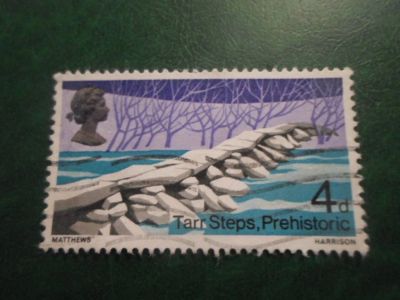 4d
Tarr Steps, Prehistoric
MATTHEWS HARRISON